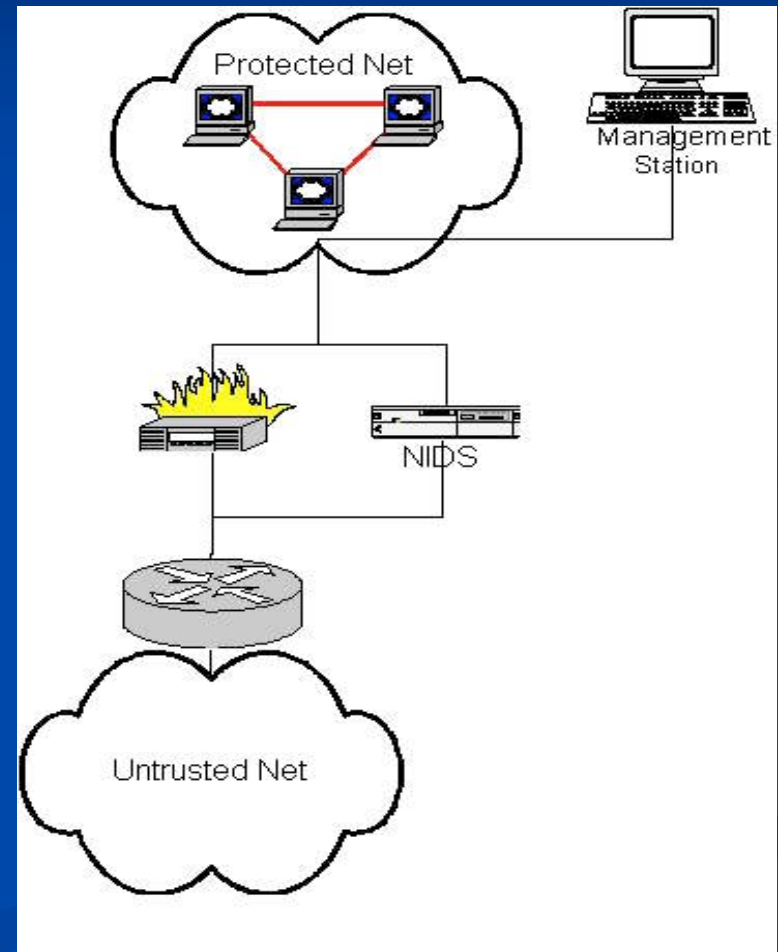 Protected Net
Management
Station
NIDS
Untrusted Net